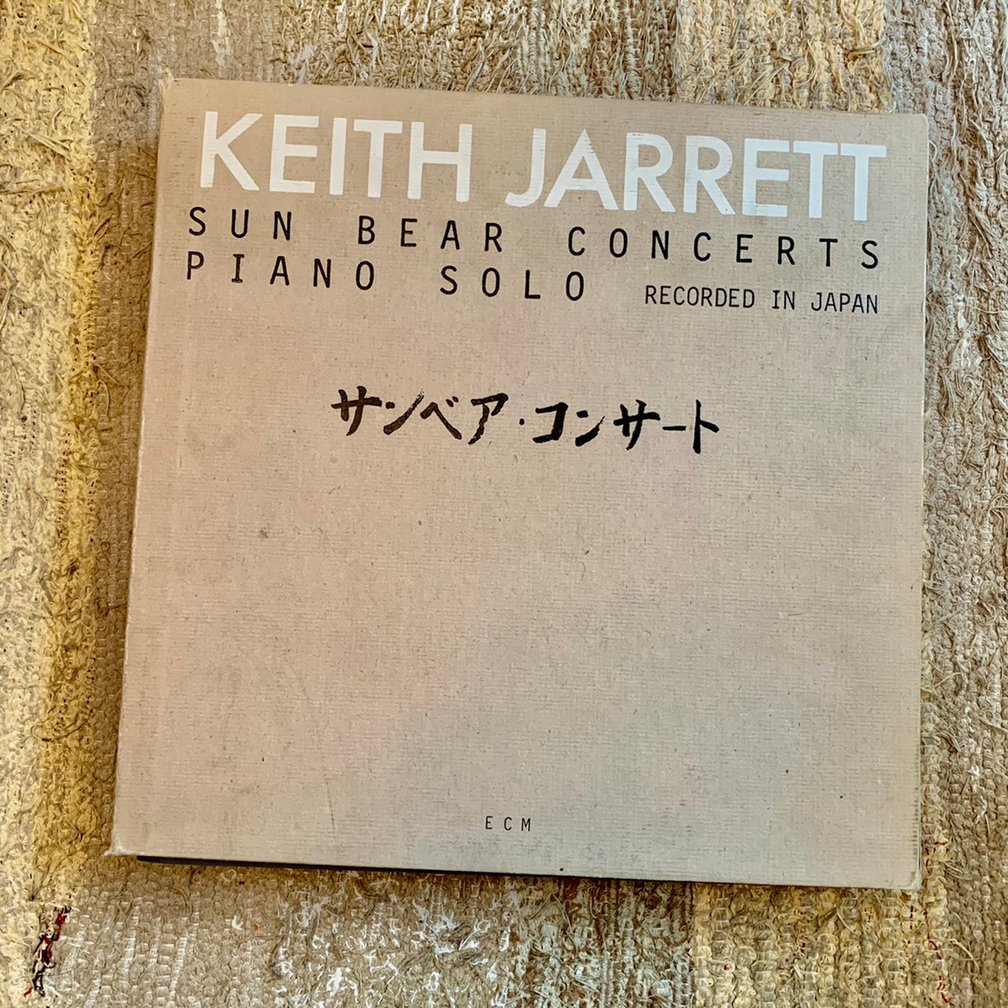 KEITH JARRETT
SUN BEAR CONCERTS
PIANO SOLO RECORDED IN JAPAN
サンベア・コンサート
ECM